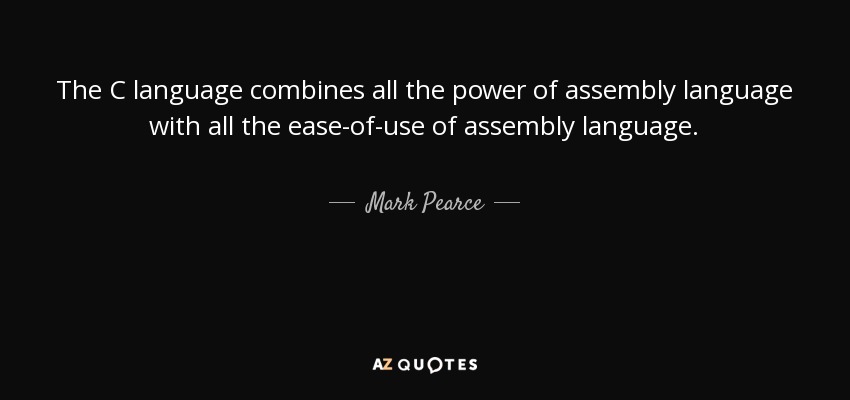 The C language combines all the power of assembly language
with all the ease-of-use of assembly language.
Mark Pearce
AZ QUOTES